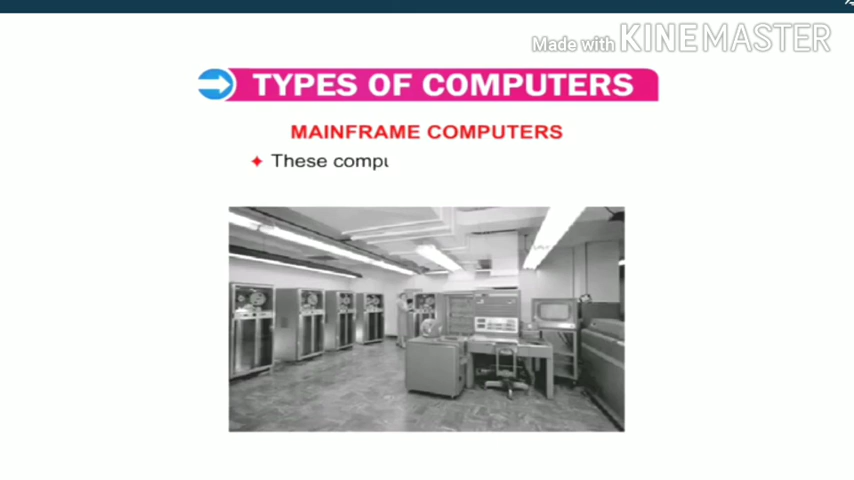 Made with KINEMASTER
TYPES OF COMPUTERS
MAINFRAME COMPUTERS
These compu